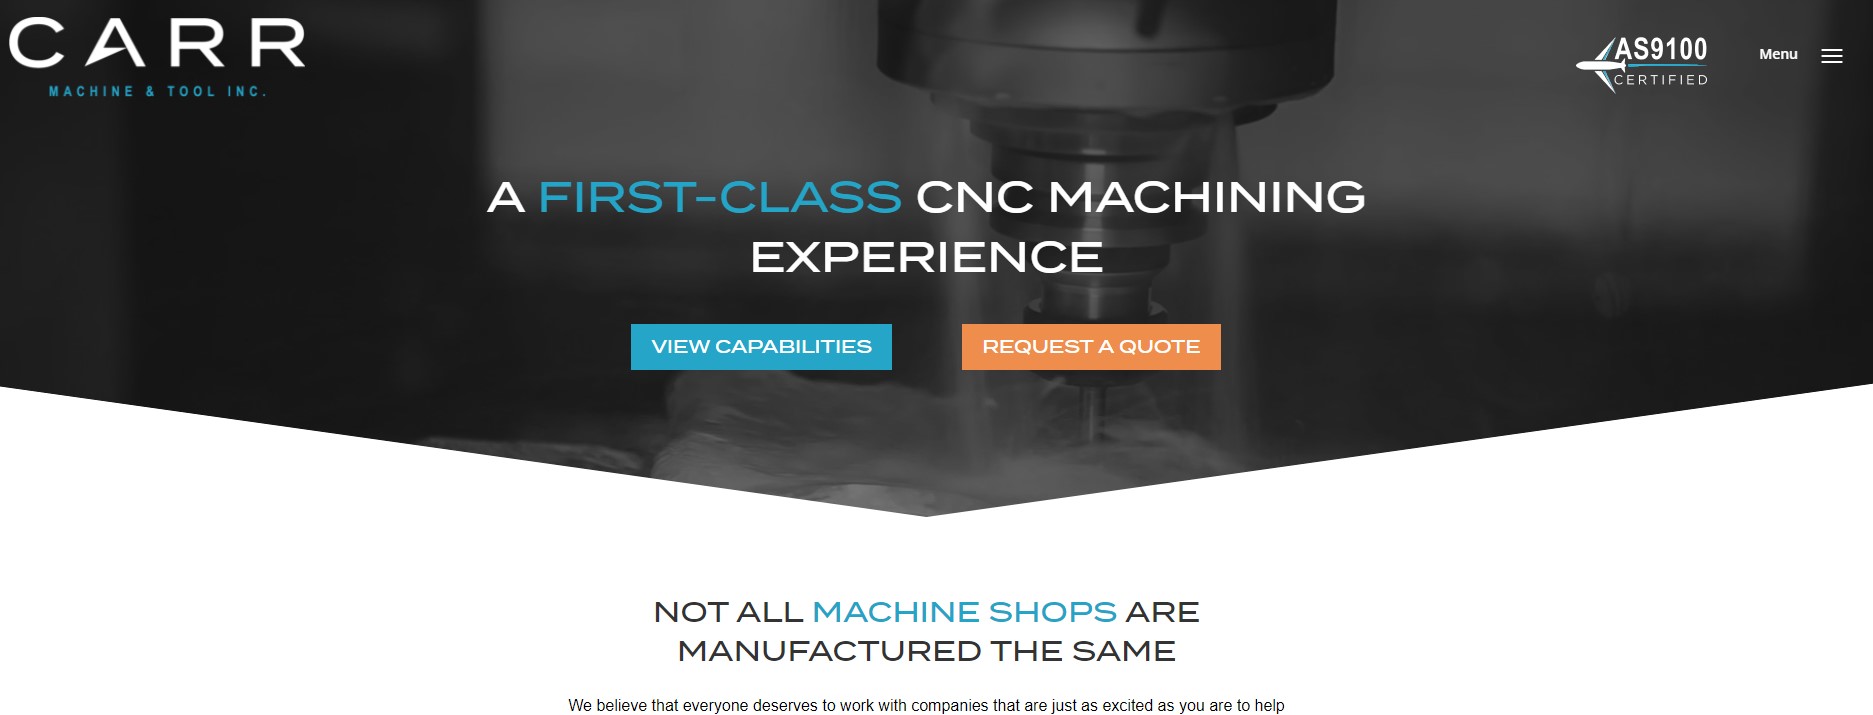 CARR
MACHINE & TOOL INC.
AS9100
CERTIFIED
Menu
A FIRST-CLASS CNC MACHINING
EXPERIENCE
VIEW CAPABILITIES
REQUEST A QUOTE
NOT ALL MACHINE SHOPS ARE
MANUFACTURED THE SAME
We believe that everyone deserves to work with companies that are just as excited as you are to help